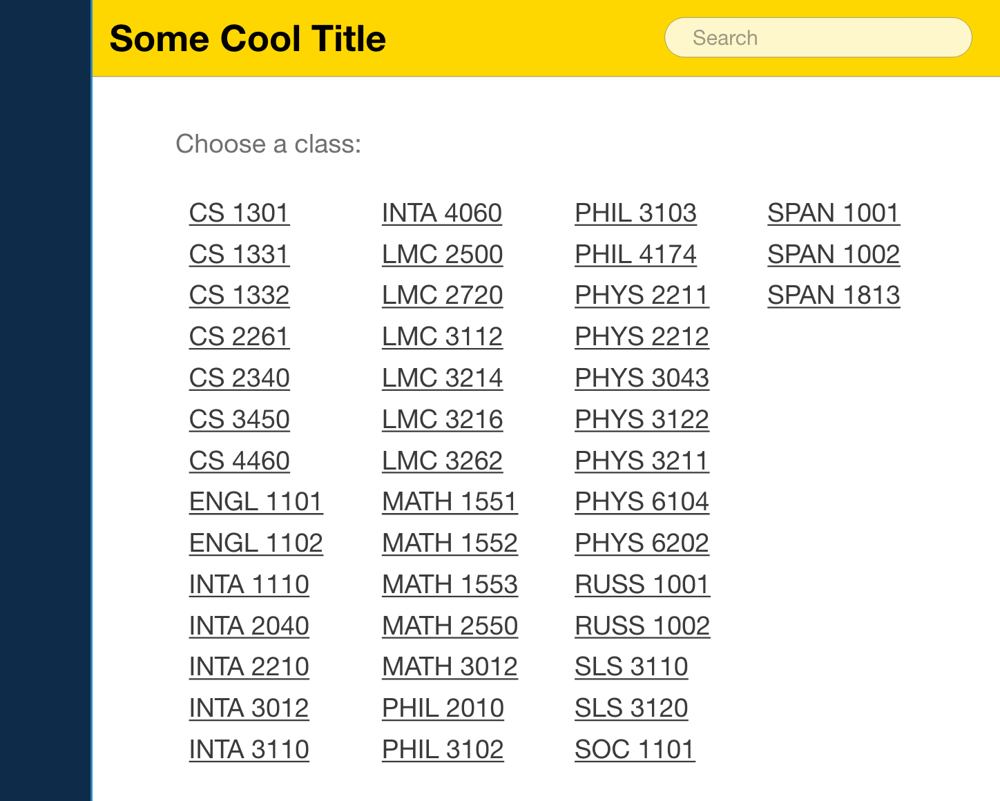 Some Cool Title
Search
Choose a class:
CS 1301
CS 1331
CS 1332
CS 2261
CS 2340
CS 3450
CS 4460
ENGL 1101
ENGL 1102
INTA 1110
INTA 2040
INTA 2210
INTA 3012
INTA 3110
INTA 4060
LMC 2500
LMC 2720
LMC 3112
LMC 3214
LMC 3216
LMC 3262
MATH 1551
MATH 1552
MATH 1553
MATH 2550
MATH 3012
PHIL 2010
PHIL 3102
PHIL 3103
PHIL 4174
PHYS 2211
PHYS 2212
PHYS 3043
PHYS 3122
PHYS 3211
PHYS 6104
PHYS 6202
RUSS 1001
RUSS 1002
SLS 3110
SLS 3120
SOC 1101
SPAN 1001
SPAN 1002
SPAN 1813